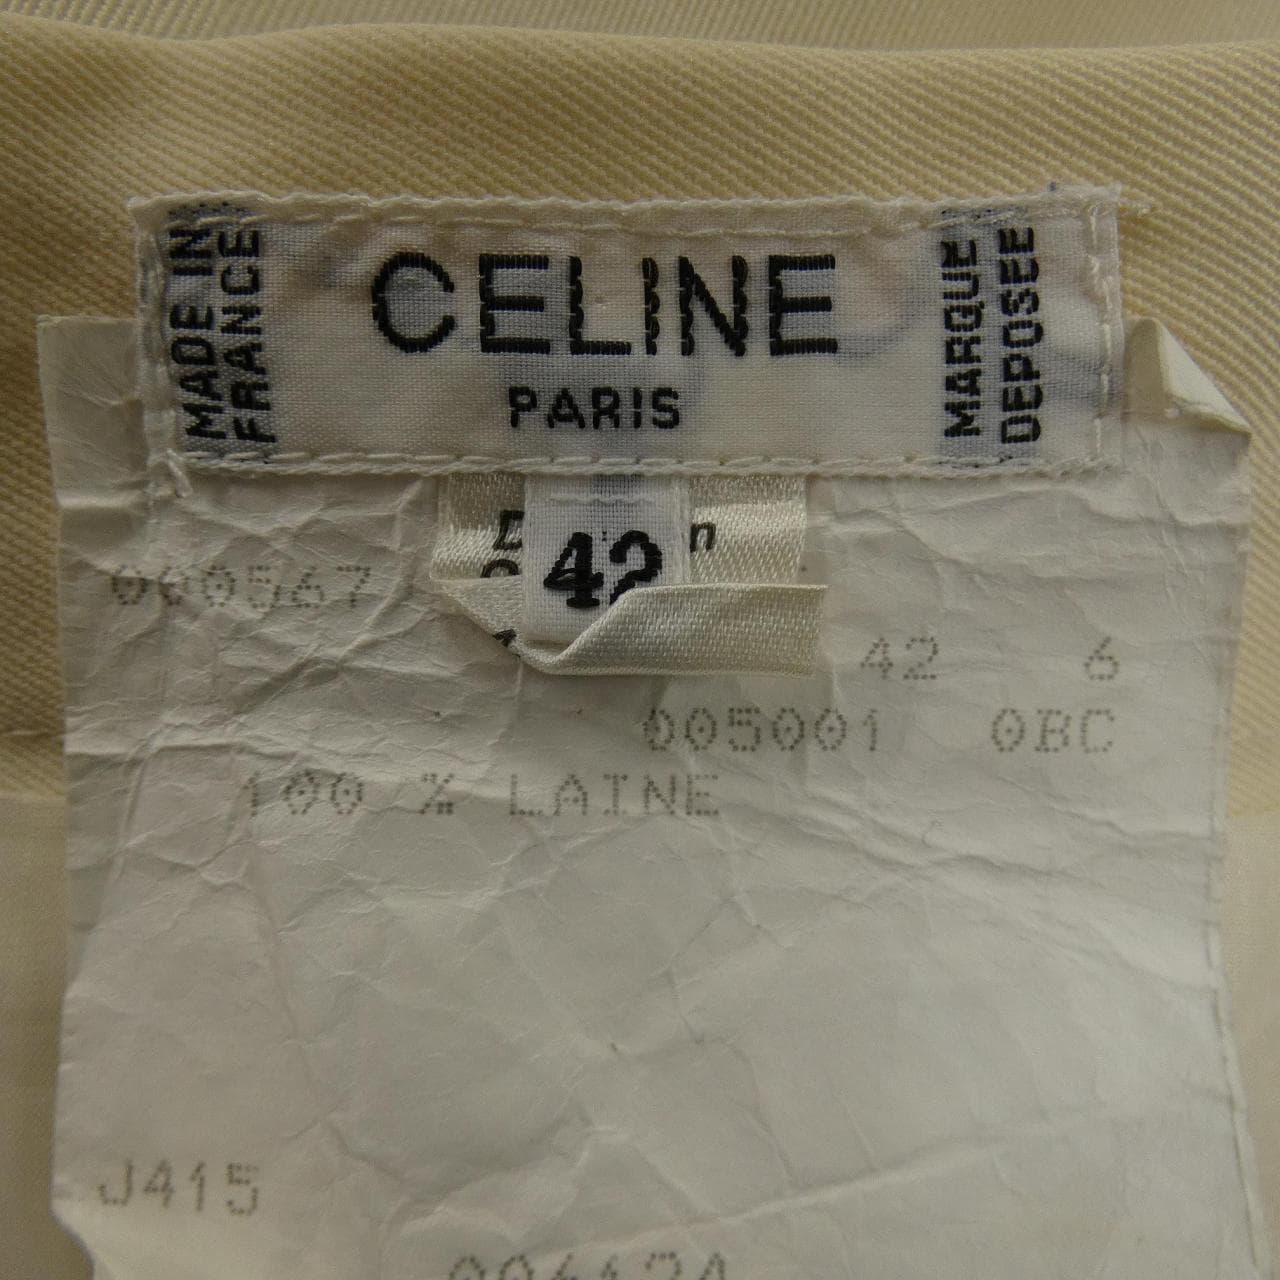 MADE IN
FRANCE
CELINE
PARIS
MARQUE
DEPOSEE
42
000567
42 6
005001 0BC
100 % LAINE
J415